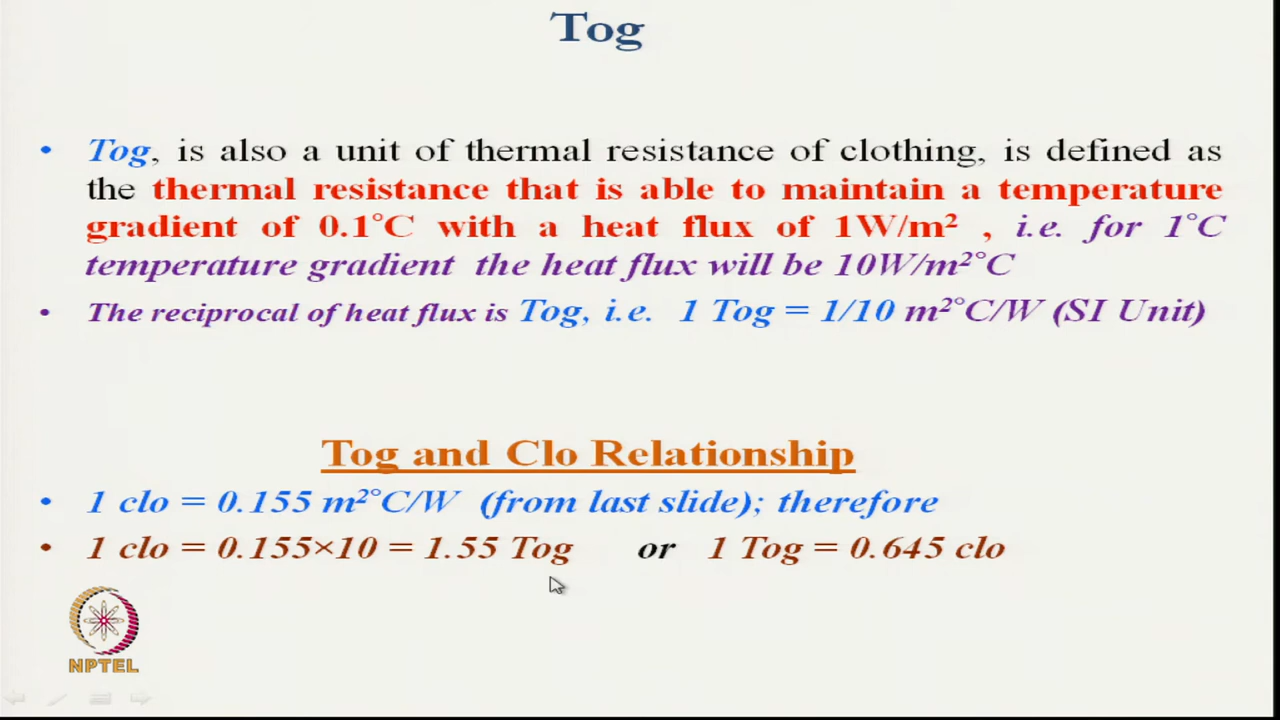 Tog
• Tog, is also a unit of thermal resistance of clothing, is defined as
the thermal resistance that is able to maintain a temperature
gradient of 0.1°C with a heat flux of 1W/m² , i.e. for 1°C
temperature gradient the heat flux will be 10W/m²°C
• The reciprocal of heat flux is Tog, i.e. 1 Tog = 1/10 m²°C/W (SI Unit)
Tog and Clo Relationship
• 1 clo = 0.155 m²°C/W (from last slide); therefore
• 1 clo = 0.155×10 = 1.55 Tog or 1 Tog = 0.645 clo
NPTEL